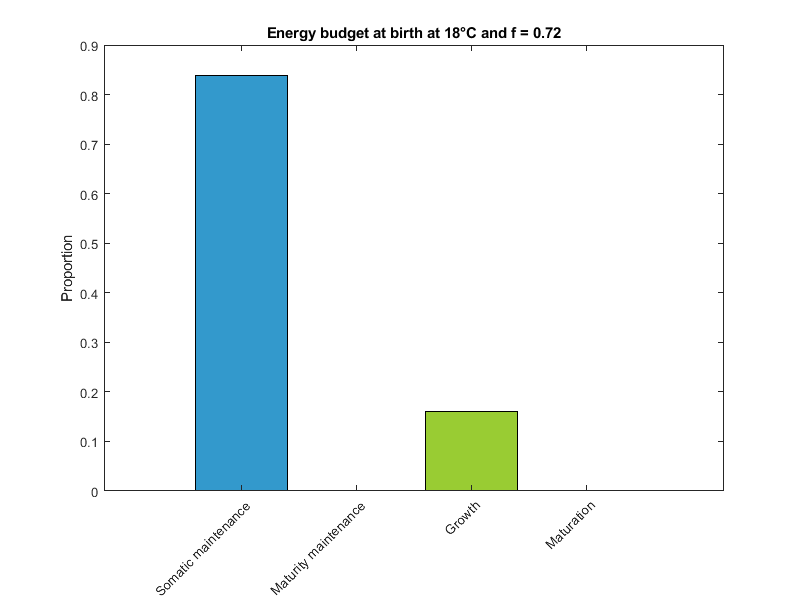 Energy budget at birth at 18°C and f = 0.72
Proportion
0.9
0.8
0.7
0.6
0.5
0.4
0.3
0.2
0.1
0
Somatic maintenance
Maturity maintenance
Growth
Maturation